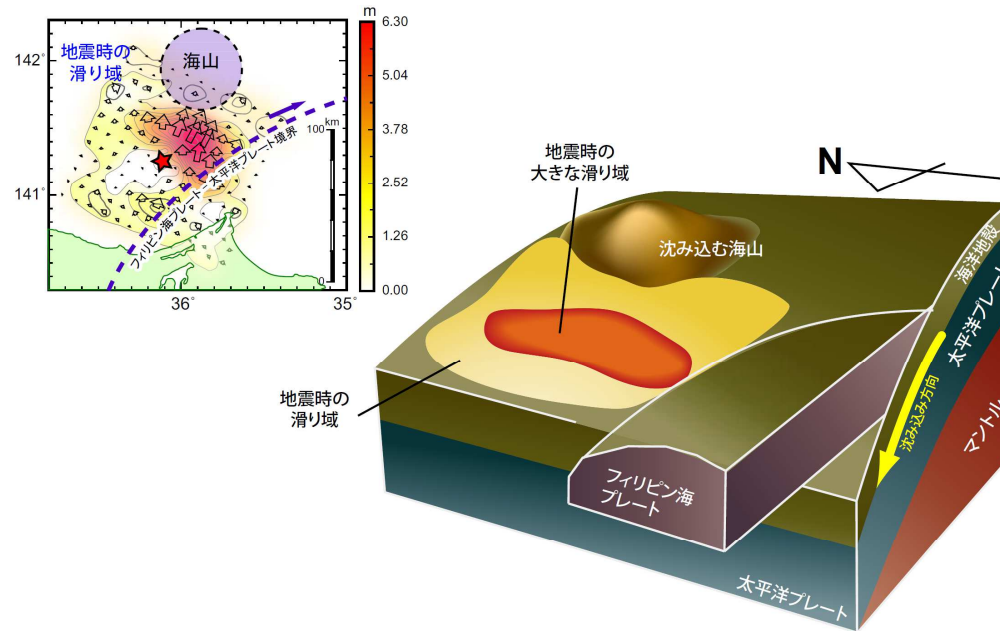 m
6.30
5.04
3.78
2.52
1.26
0.00
142°
141°
36
35°
地震時の
滑り域
海山
100
km
0
フィリピン海プレート - 太平洋プレート境界
地震時の
大きな滑り域
N
沈み込む海山
海洋地殻
太平洋プレート
マントル
沈み込み方向
地震時の
滑り域
フィリピン海
プレート
太平洋プレート